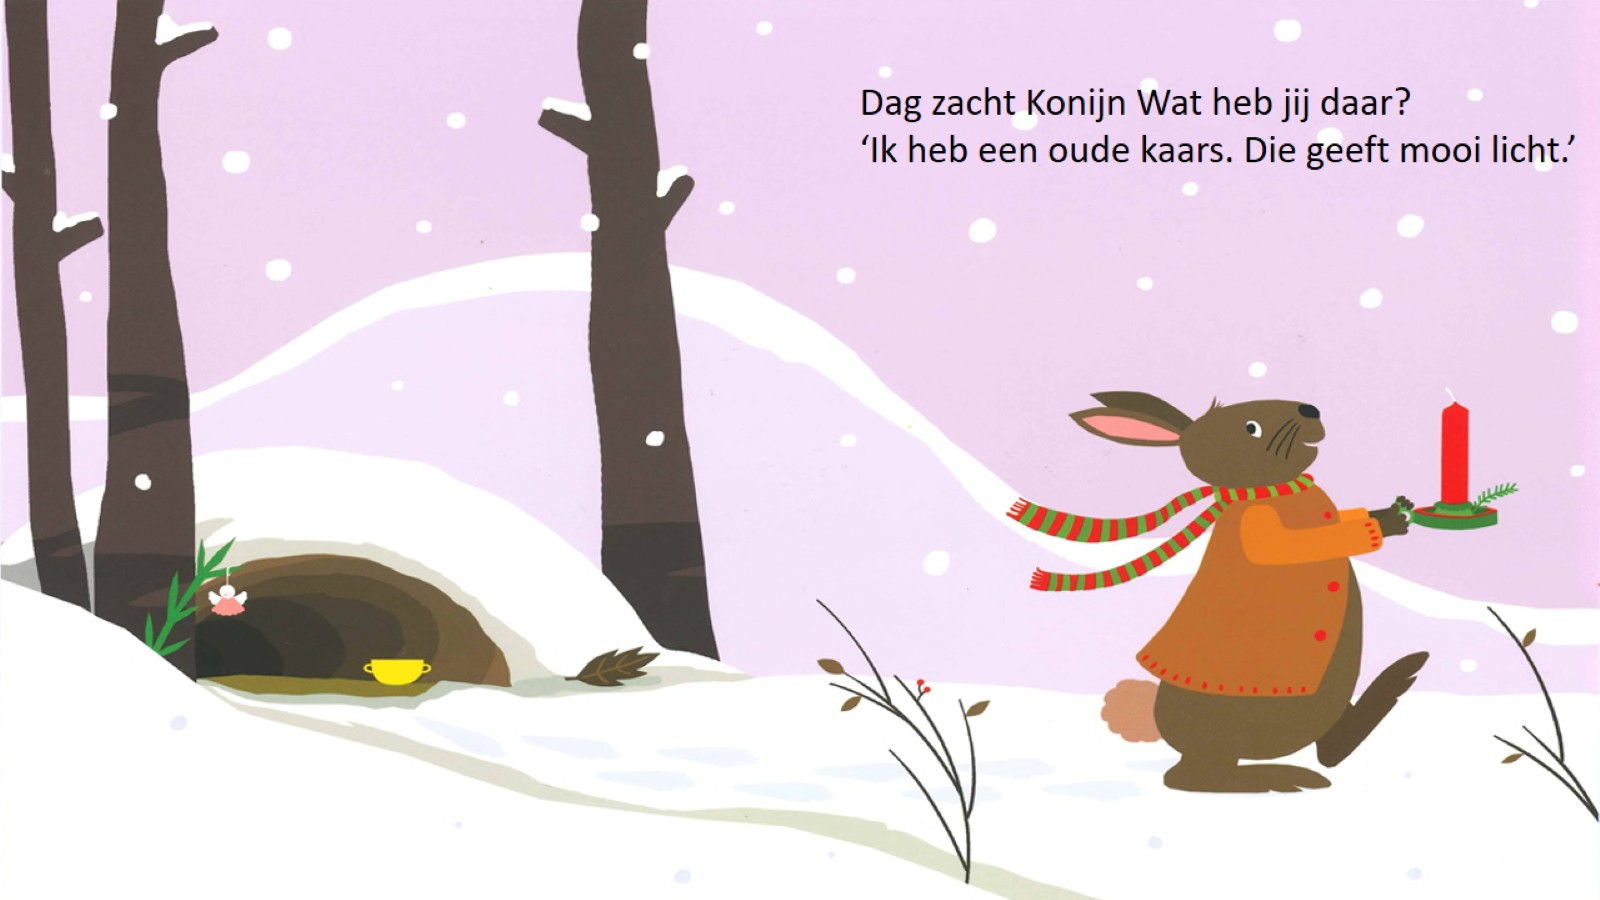 Dag zacht Konijn Wat heb jij daar?
‘Ik heb een oude kaars. Die geeft mooi licht.’